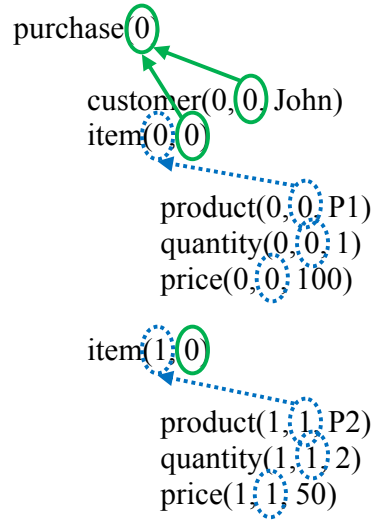 purchase(0)
customer(0, 0, John)
item(0, 0)
product(0, 0, P1)
quantity(0, 0, 1)
price(0, 0, 100)
item(1, 0)
product(1, 1, P2)
quantity(1, 1, 2)
price(1, 1, 50)